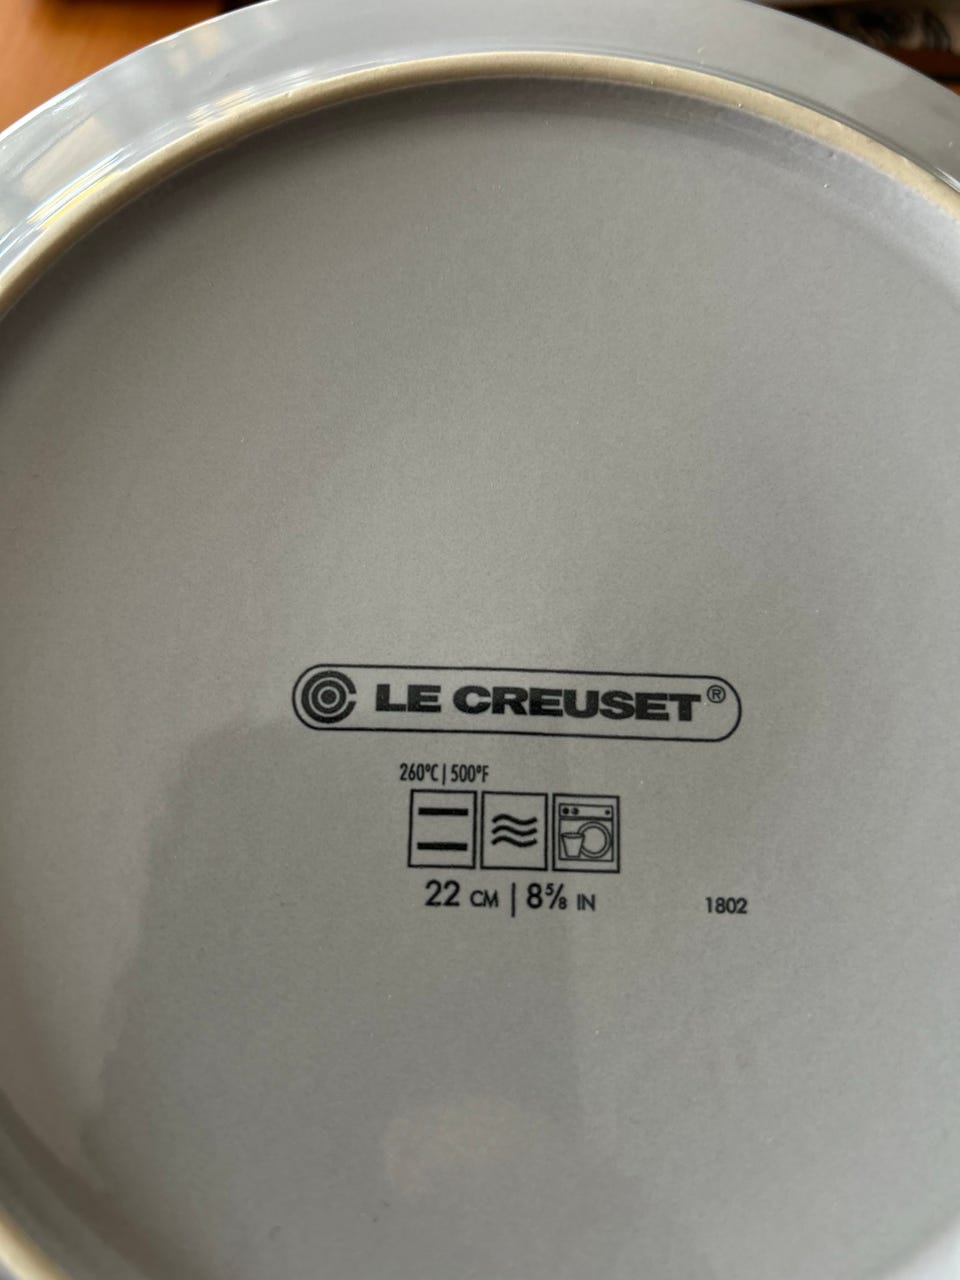 LE CREUSET®
260°C | 500°F
22 CM | 8⅝ IN
1802